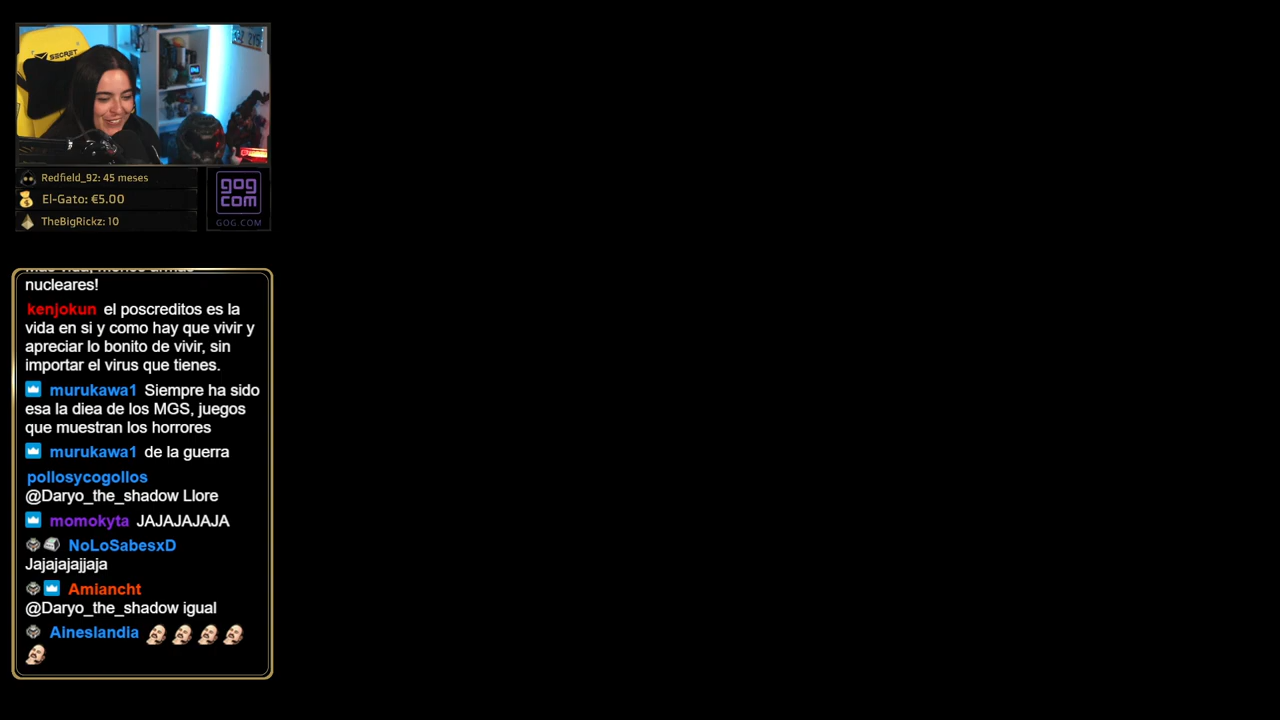 SECRET
Redfield_92: 45 meses
El-Gato: €5.00
TheBigRickz: 10
gog
com
GOG.COM
nucleares!
kenjokun el poscreditos es la
vida en si y como hay que vivir y
apreciar lo bonito de vivir, sin
importar el virus que tienes.
murukawa1 Siempre ha sido
esa la diea de los MGS, juegos
que muestran los horrores
murukawa1 de la guerra
pollosycogollos
@Daryo_the_shadow Llore
momokyta JAJAJAJAJA
NoLoSabesxD
Jajajajajjaja
Amiancht
@Daryo_the_shadow igual
Aineslandia